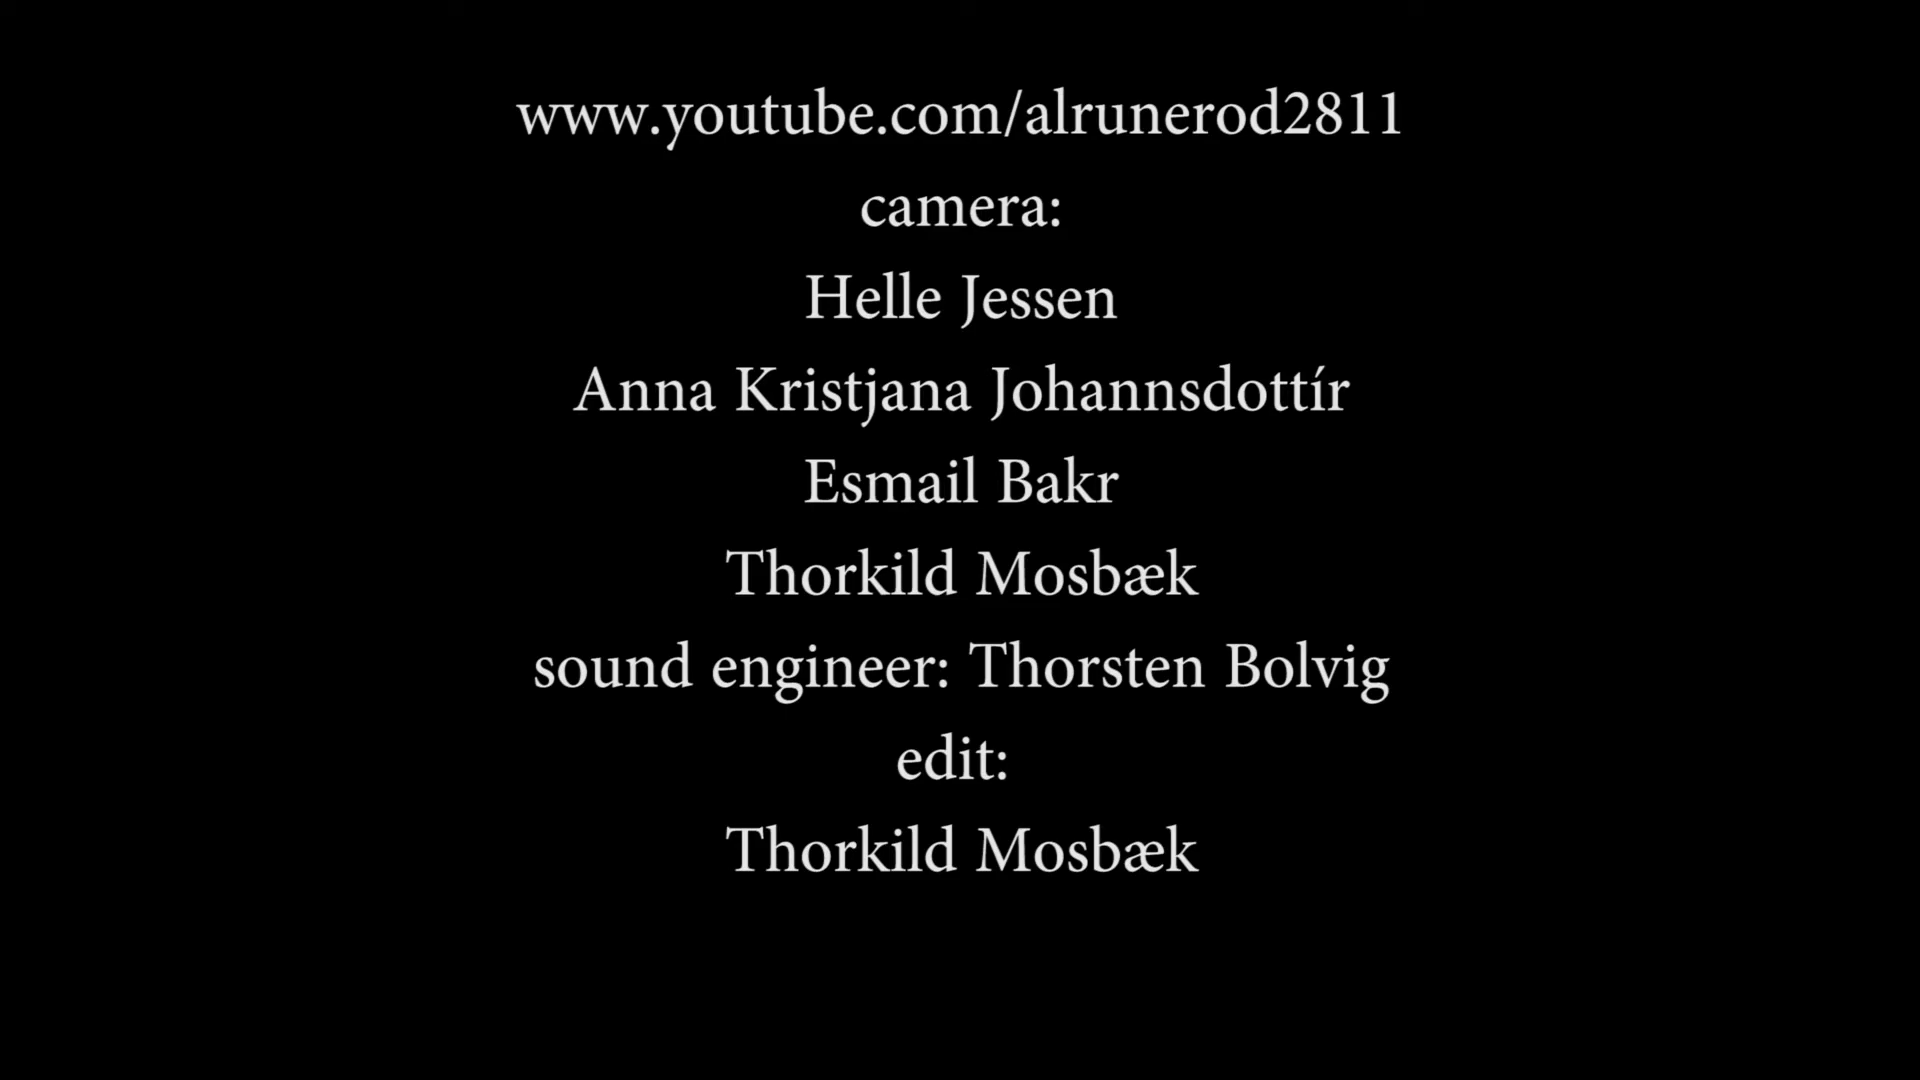 www.youtube.com/alrunerod2811
camera:
Helle Jessen
Anna Kristjana Johannsdottír
Esmail Bakr
Thorkild Mosbæk
sound engineer: Thorsten Bolvig
edit:
Thorkild Mosbæk